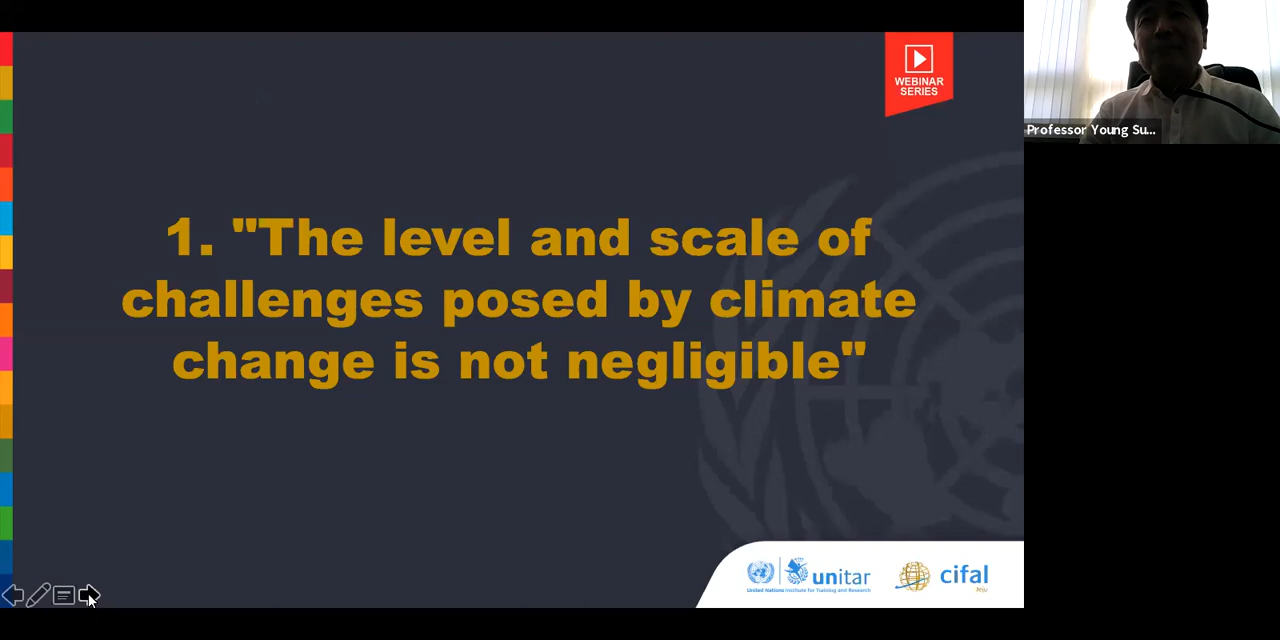 WEBINAR
SERIES
Professor Young Su...
1. "The level and scale of
challenges posed by climate
change is not negligible"
unitar
United Nations Institute for Training and Research
cifal